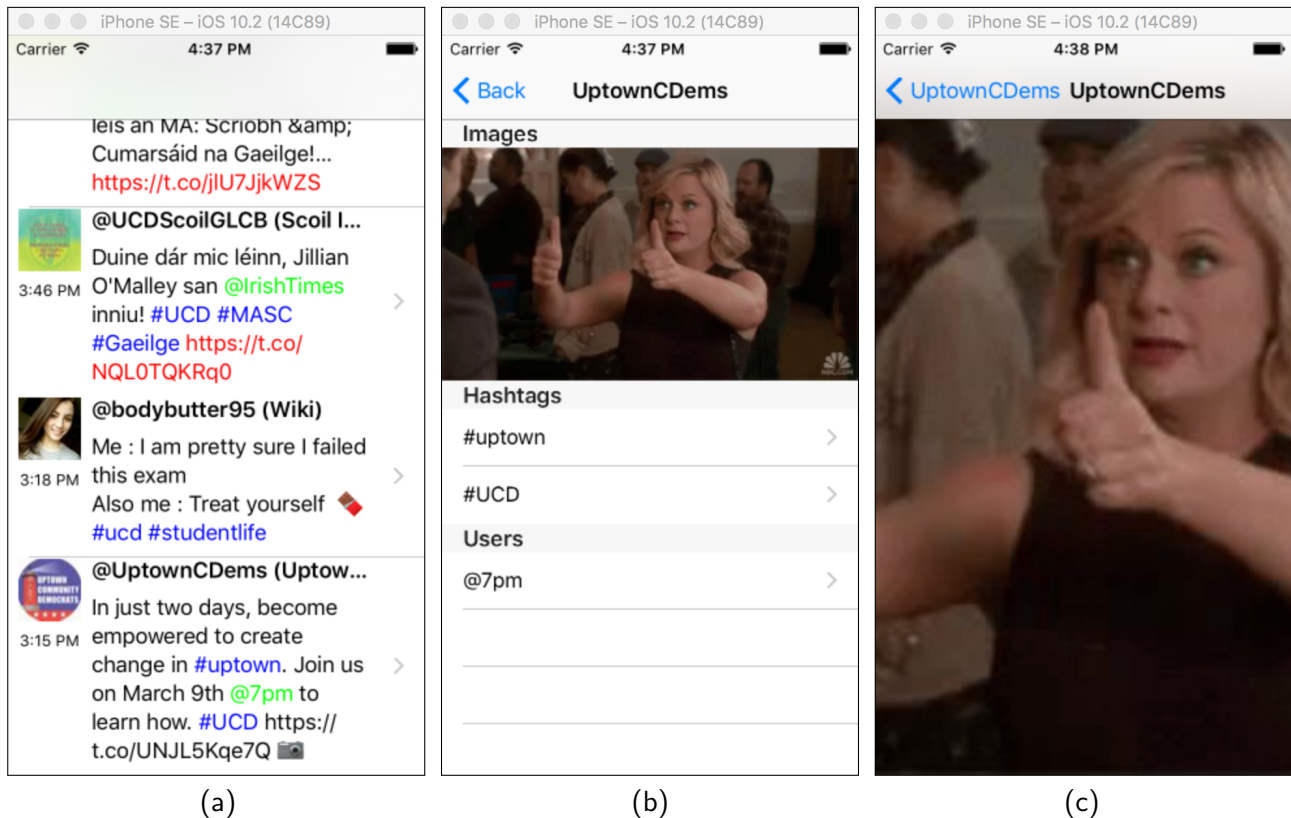 iPhone SE – iOS 10.2 (14C89)
Carrier
4:37 PM
leis an MA: Scríobh &amp;
Cumarsáid na Gaeilge!...
https://t.co/jlU7JjkWZS
@UCDScoilGLCB (Scoil I...
Duine dár mic léinn, Jillian
3:46 PM
O'Malley san @IrishTimes
inniu! #UCD #MASC
#Gaeilge https://t.co/
NQL0TQKRq0
@bodybutter95 (Wiki)
Me : I am pretty sure I failed
3:18 PM
this exam
Also me : Treat yourself 🍫
#ucd #studentlife
UPTOWN
COMMUNITY
DEMOCRATS
@UptownCDems (Uptow...
In just two days, become
3:15 PM
empowered to create
change in #uptown. Join us
on March 9th @7pm to
learn how. #UCD https://
t.co/UNJL5Kqe7Q 📷
(a)
iPhone SE – iOS 10.2 (14C89)
Carrier
4:37 PM
Back
UptownCDems
Images
NBC.COM
Hashtags
#uptown
#UCD
Users
@7pm
(b)
iPhone SE – iOS 10.2 (14C89)
Carrier
4:38 PM
UptownCDems
UptownCDems
(c)